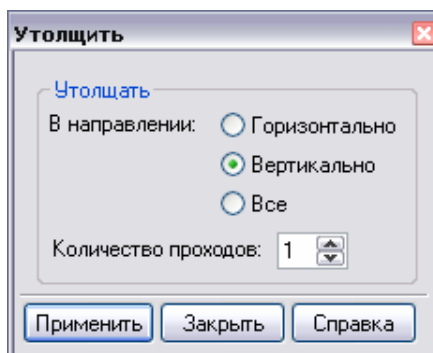 Утолщить
Утолщать
В направлении: Горизонтально
Вертикально
Все
Количество проходов: 1
Применить Закрыть Справка